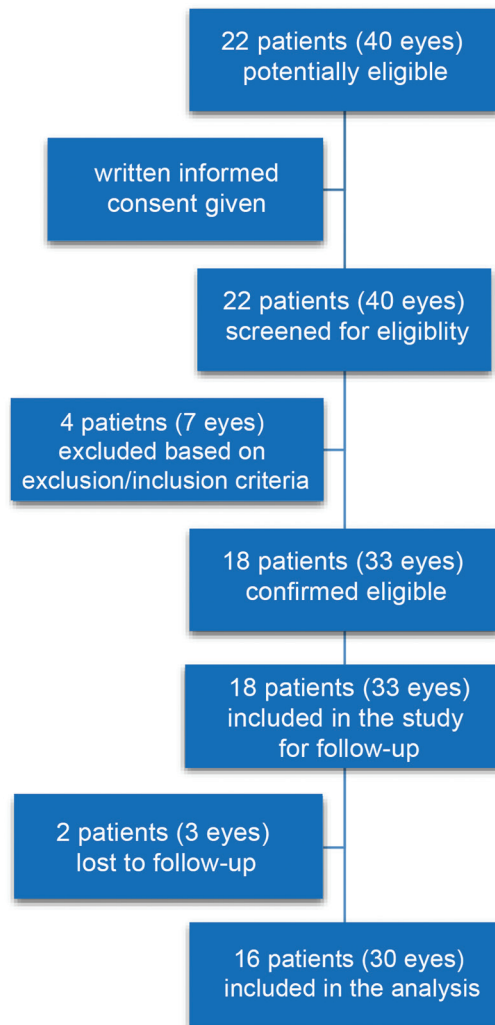 22 patients (40 eyes)
potentially eligible
written informed
consent given
22 patients (40 eyes)
screened for eligiblity
4 patietns (7 eyes)
excluded based on
exclusion/inclusion criteria
18 patients (33 eyes)
confirmed eligible
18 patients (33 eyes)
included in the study
for follow-up
2 patients (3 eyes)
lost to follow-up
16 patients (30 eyes)
included in the analysis